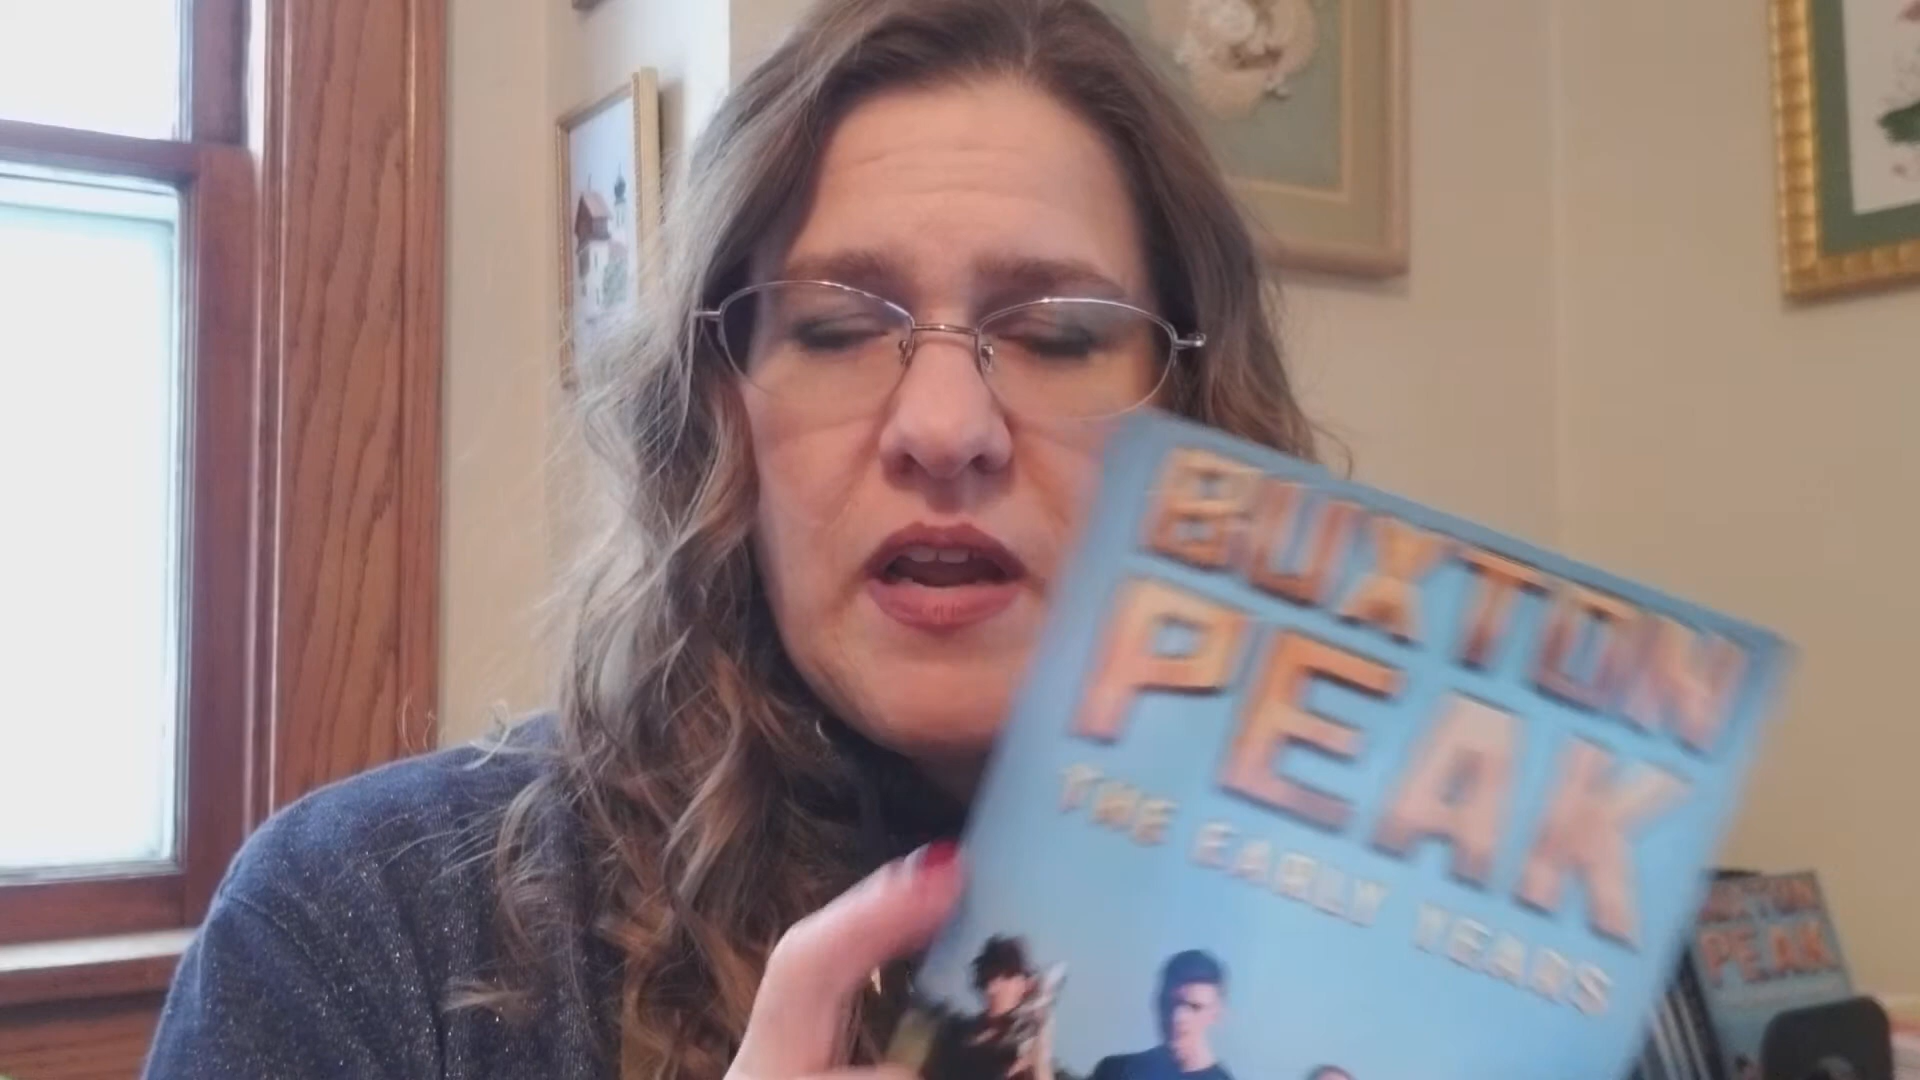 BUXTON
PEAK
THE EARLY YEARS
BUXTON
PEAK